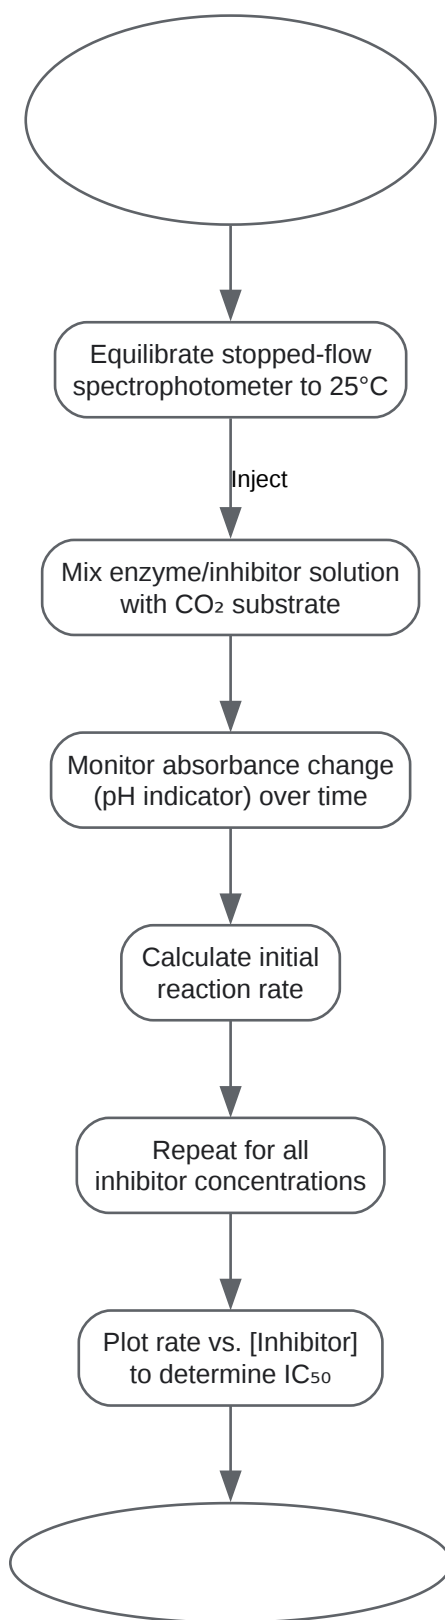 Equilibrate stopped-flow
spectrophotometer to 25°C
Inject
Mix enzyme/inhibitor solution
with CO₂ substrate
Monitor absorbance change
(pH indicator) over time
Calculate initial
reaction rate
Repeat for all
inhibitor concentrations
Plot rate vs. [Inhibitor]
to determine IC₅₀